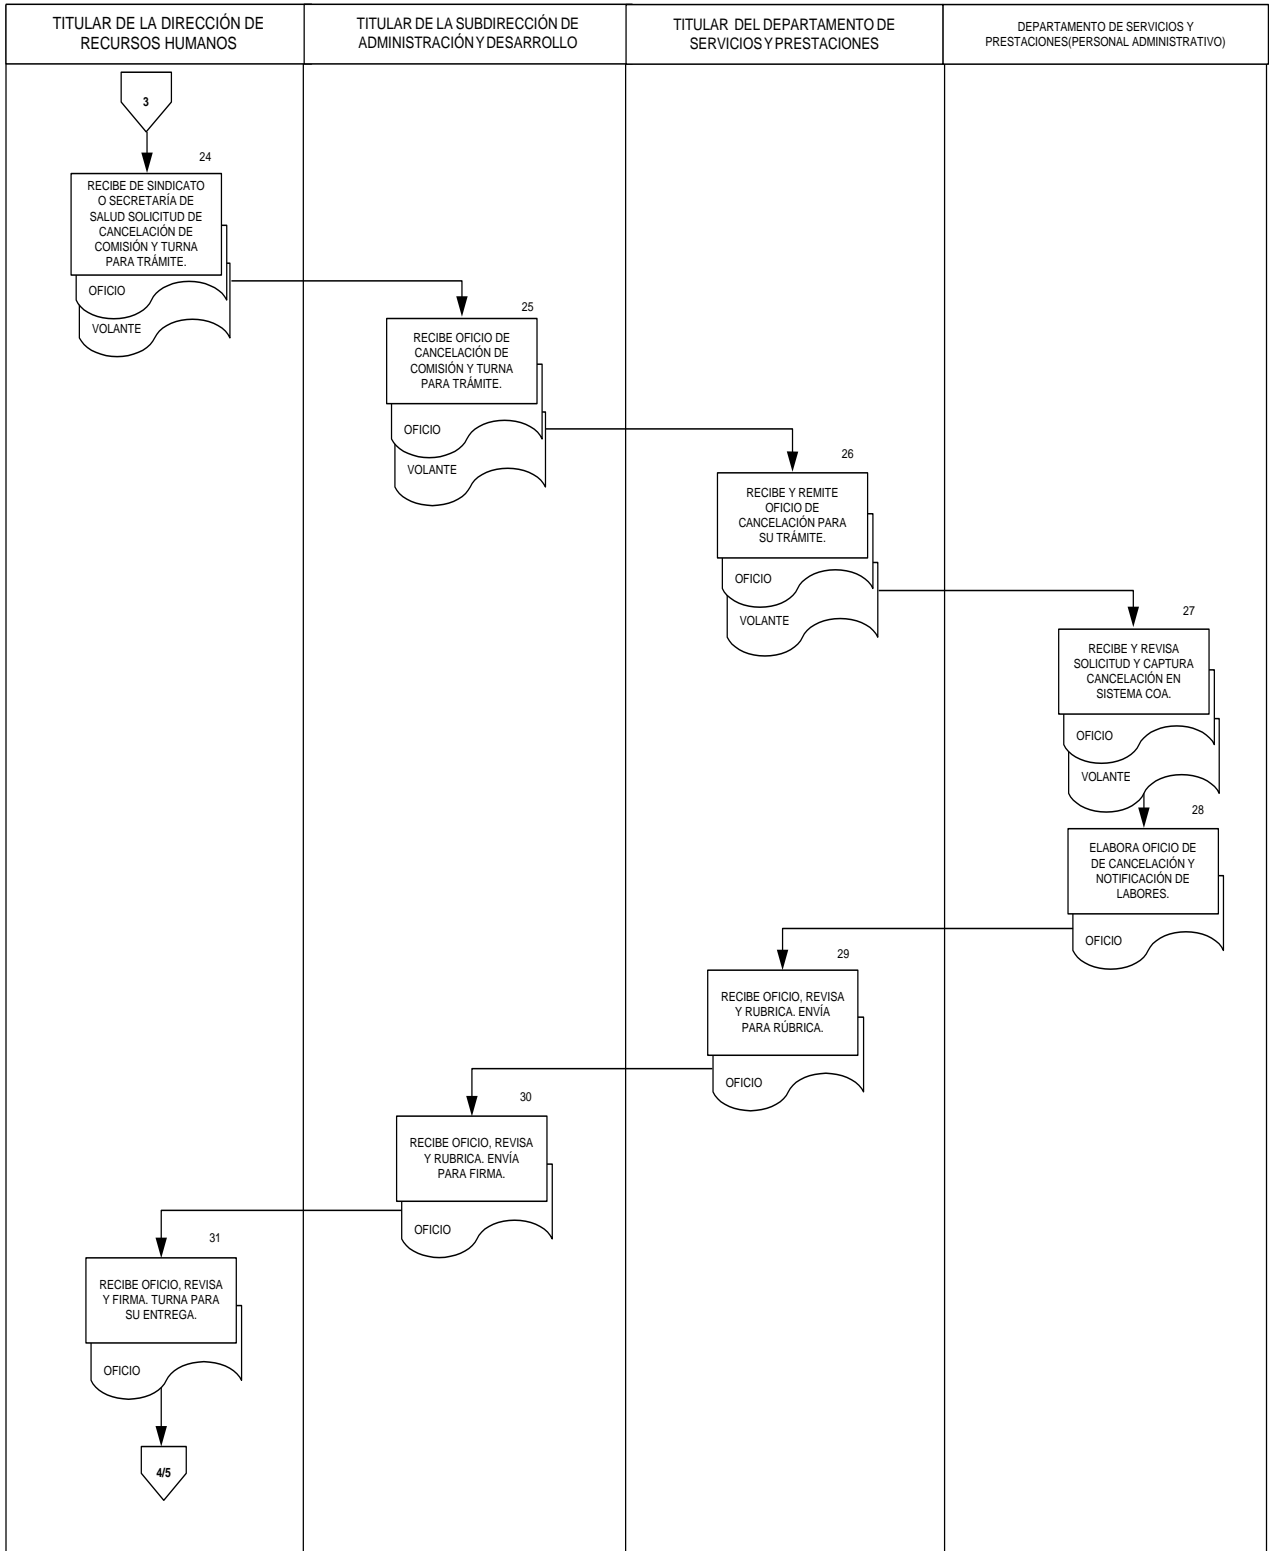 TITULAR DE LA DIRECCIÓN DE
RECURSOS HUMANOS
TITULAR DE LA SUBDIRECCIÓN DE
ADMINISTRACIÓN Y DESARROLLO
TITULAR DEL DEPARTAMENTO DE
SERVICIOS Y PRESTACIONES
DEPARTAMENTO DE SERVICIOS Y
PRESTACIONES(PERSONAL ADMINISTRATIVO)
3
24
RECIBE DE SINDICATO
O SECRETARÍA DE
SALUD SOLICITUD DE
CANCELACIÓN DE
COMISIÓN Y TURNA
PARA TRÁMITE.
OFICIO
VOLANTE
25
RECIBE OFICIO DE
CANCELACIÓN DE
COMISIÓN Y TURNA
PARA TRÁMITE.
OFICIO
VOLANTE
26
RECIBE Y REMITE
OFICIO DE
CANCELACIÓN PARA
SU TRÁMITE.
OFICIO
VOLANTE
27
RECIBE Y REVISA
SOLICITUD Y CAPTURA
CANCELACIÓN EN
SISTEMA COA.
OFICIO
VOLANTE
28
ELABORA OFICIO DE
DE CANCELACIÓN Y
NOTIFICACIÓN DE
LABORES.
OFICIO
29
RECIBE OFICIO, REVISA
Y RUBRICA. ENVÍA
PARA RÚBRICA.
OFICIO
30
RECIBE OFICIO, REVISA
Y RUBRICA. ENVÍA
PARA FIRMA.
OFICIO
31
RECIBE OFICIO, REVISA
Y FIRMA. TURNA PARA
SU ENTREGA.
OFICIO
4/5